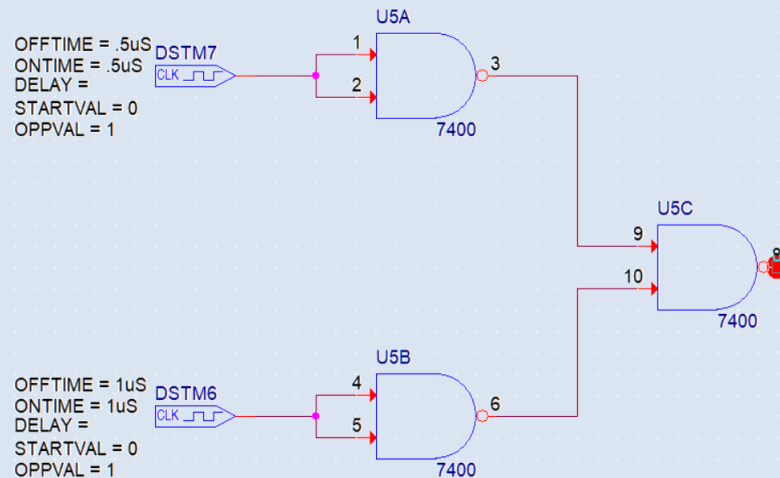 U5A
OFFTIME = .5uS
DSTM7
ONTIME = .5uS
CLK
DELAY =
STARTVAL = 0
OPPVAL = 1
1
2
3
7400
U5C
9
10
8
7400
U5B
OFFTIME = 1uS
DSTM6
ONTIME = 1uS
CLK
DELAY =
STARTVAL = 0
OPPVAL = 1
4
5
6
7400